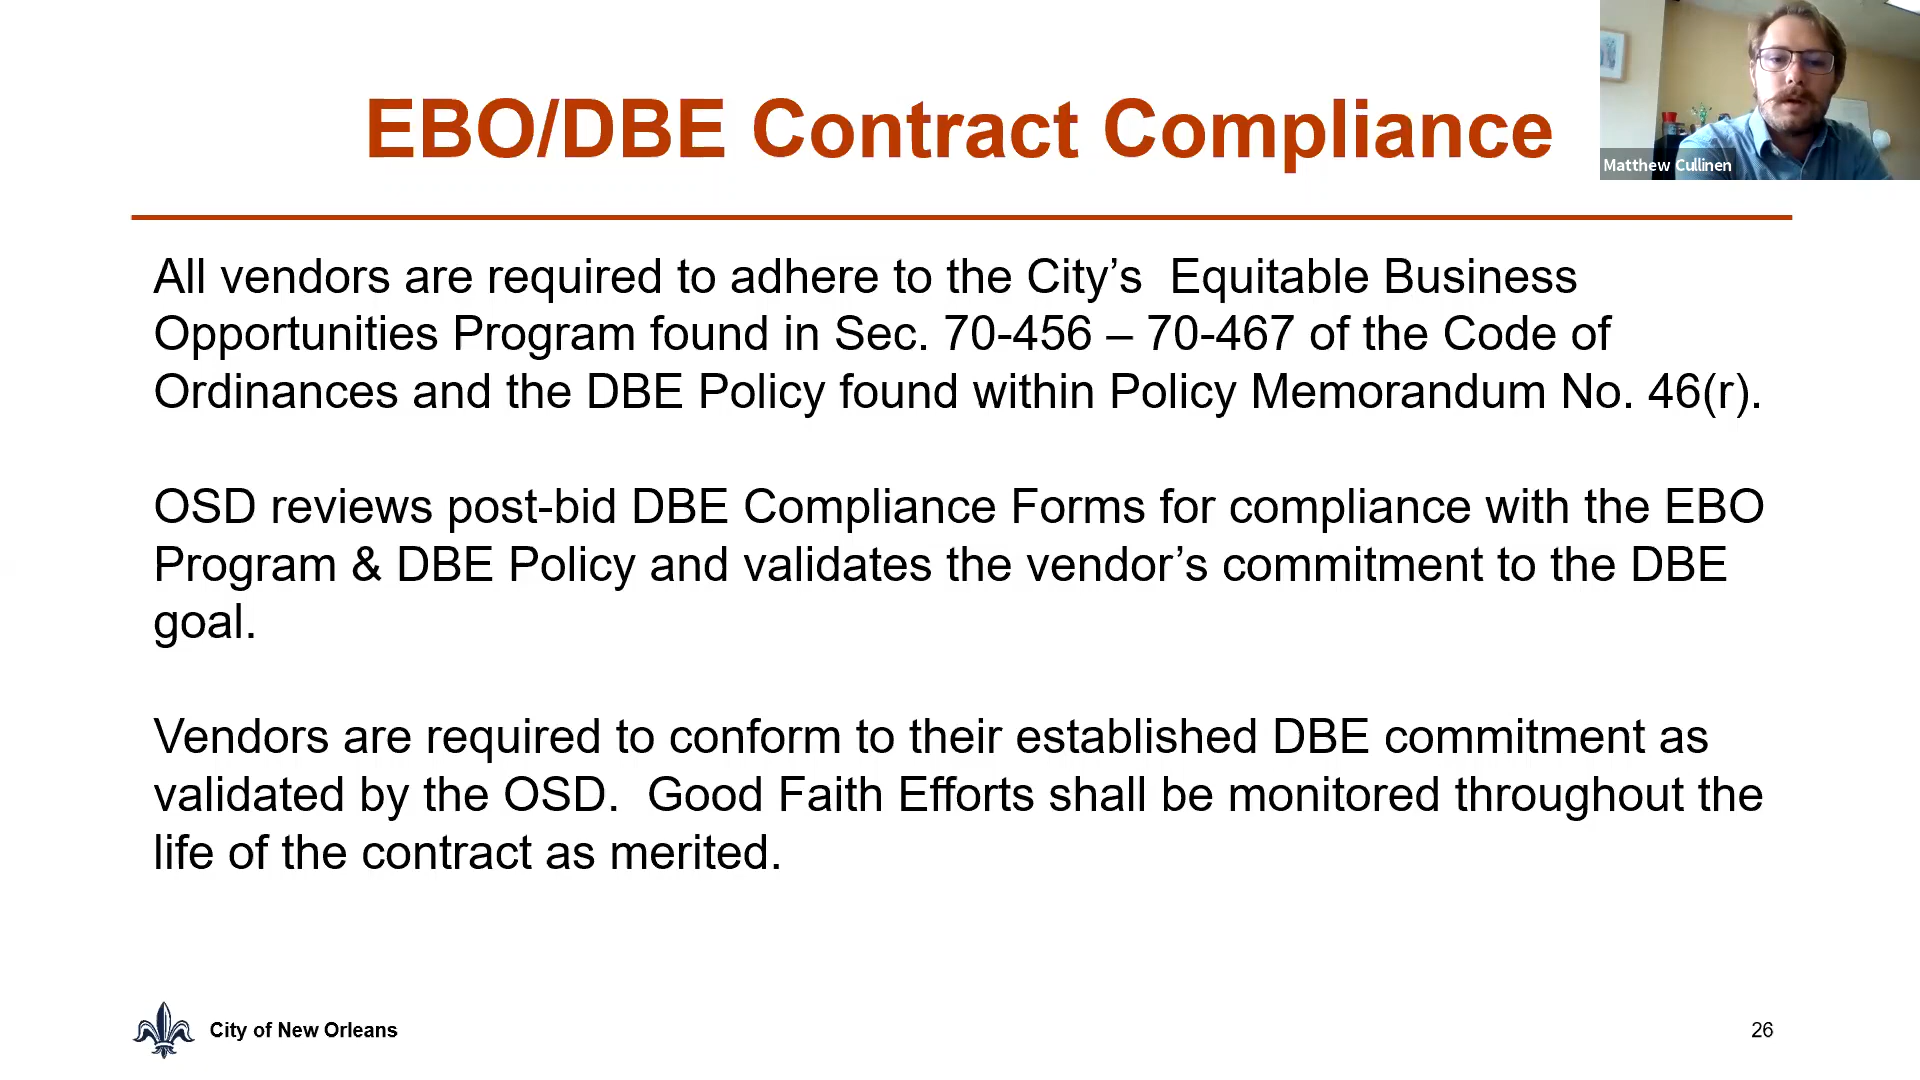 EBO/DBE Contract Compliance
Matthew Cullinen
All vendors are required to adhere to the City’s  Equitable Business
Opportunities Program found in Sec. 70-456 – 70-467 of the Code of
Ordinances and the DBE Policy found within Policy Memorandum No. 46(r).
OSD reviews post-bid DBE Compliance Forms for compliance with the EBO
Program & DBE Policy and validates the vendor’s commitment to the DBE
goal.
Vendors are required to conform to their established DBE commitment as
validated by the OSD.  Good Faith Efforts shall be monitored throughout the
life of the contract as merited.
City of New Orleans
26